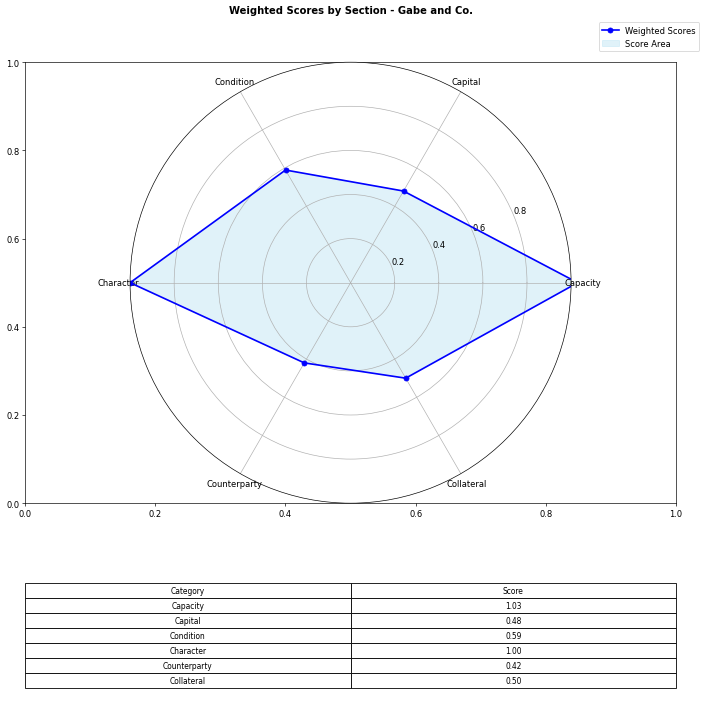 Weighted Scores by Section - Gabe and Co.
Weighted Scores
Score Area
1.0
0.8
0.6
0.4
0.2
0.0
0.0
0.2
0.4
0.6
0.8
1.0
Condition
Capital
Character
Capacity
Counterparty
Collateral
0.2
0.4
0.6
0.8
Category Score
Capacity 1.03
Capital 0.48
Condition 0.59
Character 1.00
Counterparty 0.42
Collateral 0.50